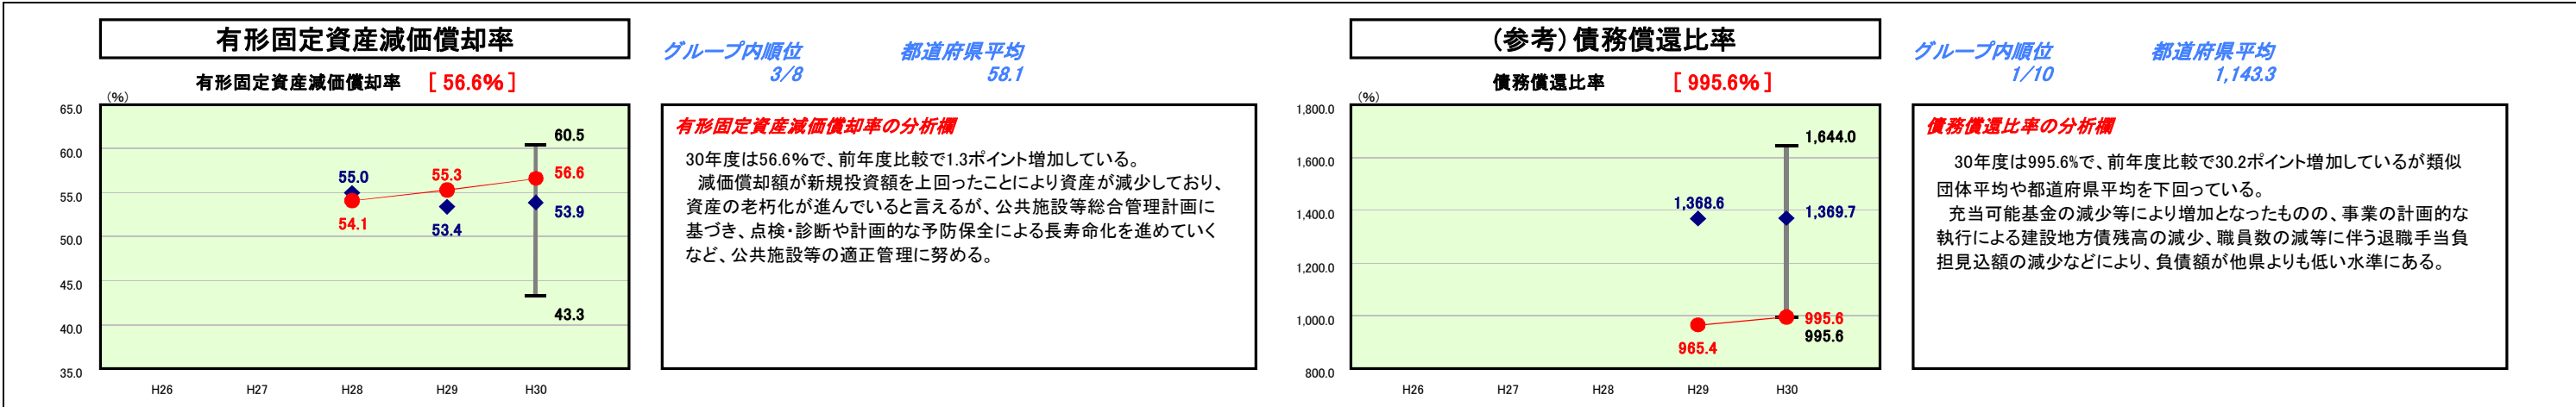 有形固定資産減価償却率
有形固定資産減価償却率 [ 56.6% ]
グループ内順位 都道府県平均
3/8 58.1
(%)
65.0
60.0
55.0
50.0
45.0
40.0
35.0
60.5
55.0 55.3 56.6
54.1 53.4 53.9
43.3
H26 H27 H28 H29 H30
有形固定資産減価償却率の分析欄
30年度は56.6%で、前年度比較で1.3ポイント増加している。
減価償却額が新規投資額を上回ったことにより資産が減少しており、
資産の老朽化が進んでいると言えるが、公共施設等総合管理計画に
基づき、点検・診断や計画的な予防保全による長寿命化を進めていく
など、公共施設等の適正管理に努める。
(参考)債務償還比率
債務償還比率 [ 995.6% ]
グループ内順位 都道府県平均
1/10 1,143.3
(%)
1,800.0
1,600.0
1,400.0
1,200.0
1,000.0
800.0
1,644.0
1,368.6 1,369.7
995.6
965.4 995.6
H26 H27 H28 H29 H30
債務償還比率の分析欄
30年度は995.6%で、前年度比較で30.2ポイント増加しているが類似
団体平均や都道府県平均を下回っている。
充当可能基金の減少等により増加となったものの、事業の計画的な
執行による建設地方債残高の減少、職員数の減等に伴う退職手当負
担見込額の減少などにより、負債額が他県よりも低い水準にある。